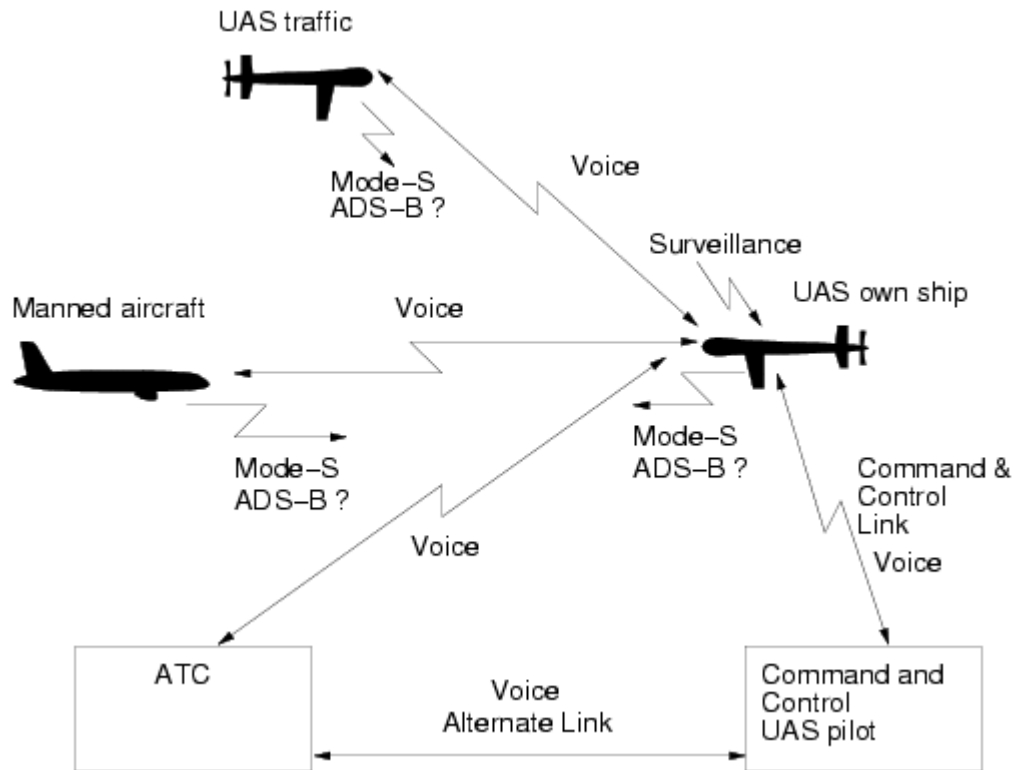 UAS traffic
Voice
Mode–S
ADS–B ?
Surveillance
UAS own ship
Manned aircraft
Voice
Mode–S
ADS–B ?
Mode–S
ADS–B ?
Command &
Control
Link
Voice
Voice
ATC
Voice
Alternate Link
Command and
Control
UAS pilot